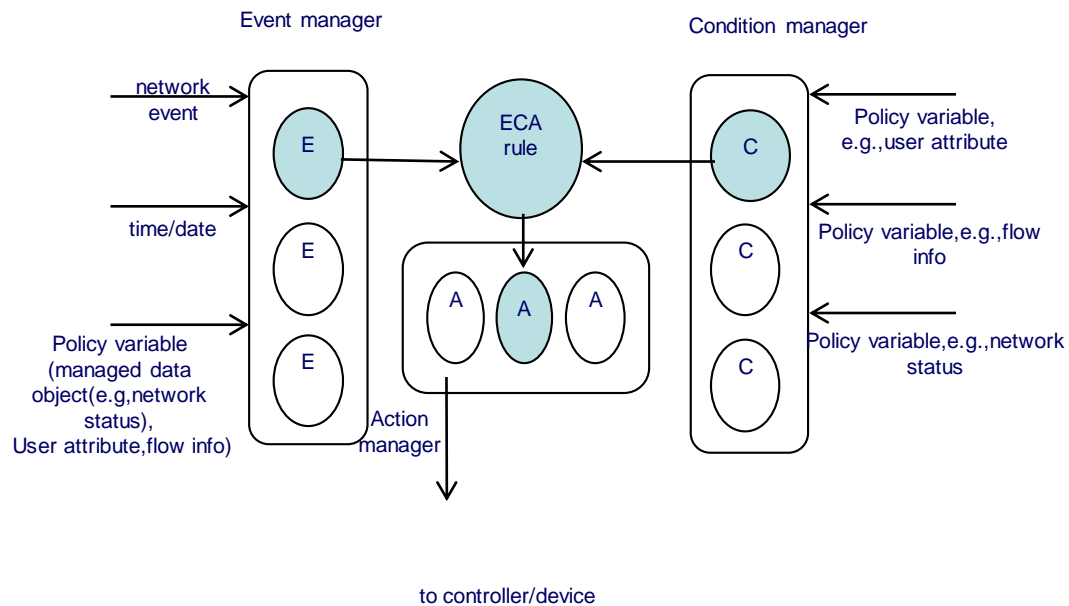 Event manager
Condition manager
network
event
E
ECA
rule
C
Policy variable,
e.g.,user attribute
time/date
E
C
Policy variable,e.g.,flow
info
A
A
A
Policy variable
(managed data
object(e.g,network
status),
User attribute,flow info)
E
C
Policy variable,e.g.,network
status
Action
manager
to controller/device